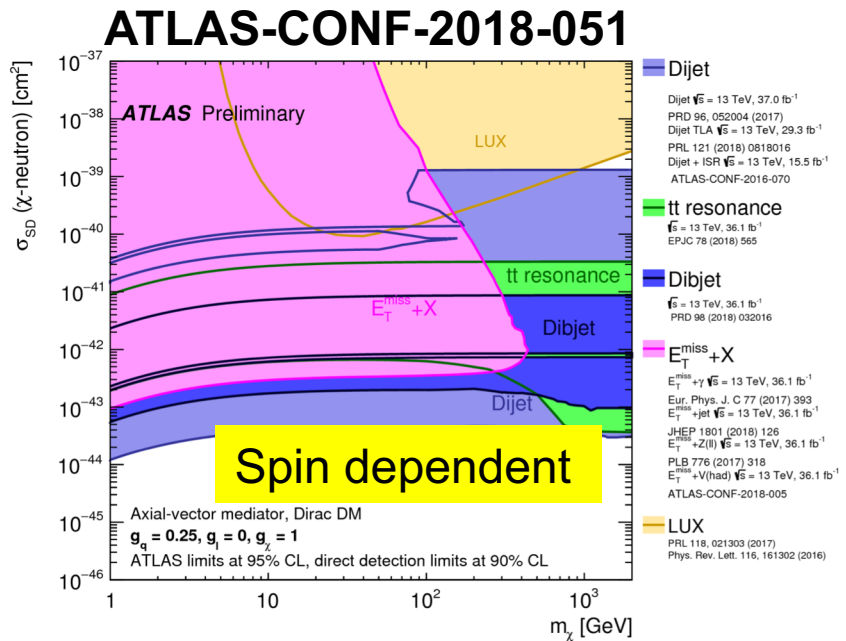 ATLAS-CONF-2018-051
σSD (χ-neutron) [cm²]
10⁻³⁷
10⁻³⁸
10⁻³⁹
10⁻⁴⁰
10⁻⁴¹
10⁻⁴²
10⁻⁴³
10⁻⁴⁴
10⁻⁴⁵
10⁻⁴⁶
ATLAS Preliminary
LUX
tt resonance
E_T^miss+X
Dibjet
Dijet
Spin dependent
Axial-vector mediator, Dirac DM
g_q = 0.25, g_l = 0, g_χ = 1
ATLAS limits at 95% CL, direct detection limits at 90% CL
1 10 10² 10³
m_χ [GeV]
Dijet
Dijet √s = 13 TeV, 37.0 fb⁻¹
PRD 96, 052004 (2017)
Dijet TLA √s = 13 TeV, 29.3 fb⁻¹
PRL 121 (2018) 0818016
Dijet + ISR √s = 13 TeV, 15.5 fb⁻¹
ATLAS-CONF-2016-070
tt resonance
√s = 13 TeV, 36.1 fb⁻¹
EPJC 78 (2018) 565
Dibjet
√s = 13 TeV, 36.1 fb⁻¹
PRD 98 (2018) 032016
E_T^miss+X
E_T^miss+γ √s = 13 TeV, 36.1 fb⁻¹
Eur. Phys. J. C 77 (2017) 393
E_T^miss+jet √s = 13 TeV, 36.1 fb⁻¹
JHEP 1801 (2018) 126
E_T^miss+Z(ll) √s = 13 TeV, 36.1 fb⁻¹
PLB 776 (2017) 318
E_T^miss+V(had) √s = 13 TeV, 36.1 fb⁻¹
ATLAS-CONF-2018-005
LUX
PRL 118, 021303 (2017)
Phys. Rev. Lett. 116, 161302 (2016)